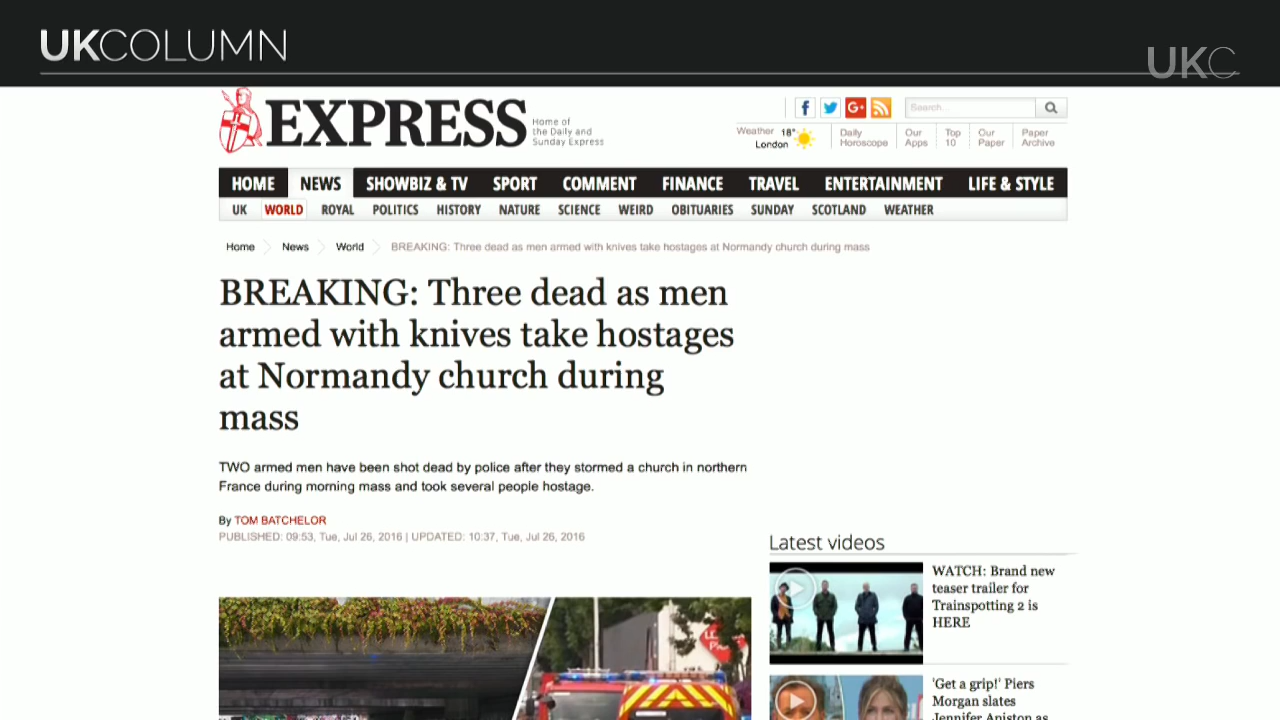 UKCOLUMN
UKC
EXPRESS
Home of
the Daily and
Sunday Express
Search...
Weather 18°
London
Daily
Horoscope
Our
Apps
Top
10
Our
Paper
Paper
Archive
HOME NEWS SHOWBIZ & TV SPORT COMMENT FINANCE TRAVEL ENTERTAINMENT LIFE & STYLE
UK WORLD ROYAL POLITICS HISTORY NATURE SCIENCE WEIRD OBITUARIES SUNDAY SCOTLAND WEATHER
Home News World BREAKING: Three dead as men armed with knives take hostages at Normandy church during mass
BREAKING: Three dead as men
armed with knives take hostages
at Normandy church during
mass
TWO armed men have been shot dead by police after they stormed a church in northern
France during morning mass and took several people hostage.
By TOM BATCHELOR
PUBLISHED: 09:53, Tue, Jul 26, 2016 | UPDATED: 10:37, Tue, Jul 26, 2016
Latest videos
WATCH: Brand new
teaser trailer for
Trainspotting 2 is
HERE
'Get a grip!' Piers
Morgan slates
Jennifer Aniston as